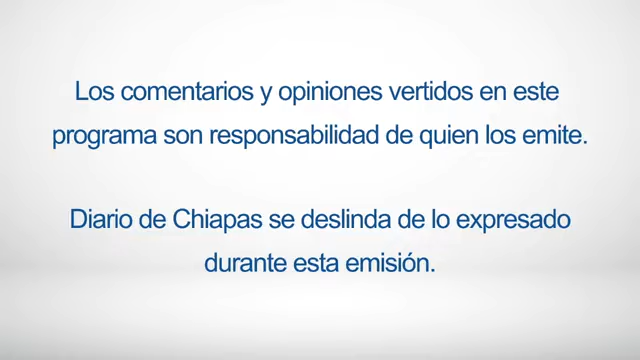 Los comentarios y opiniones vertidos en este
programa son responsabilidad de quien los emite.
Diario de Chiapas se deslinda de lo expresado
durante esta emisión.